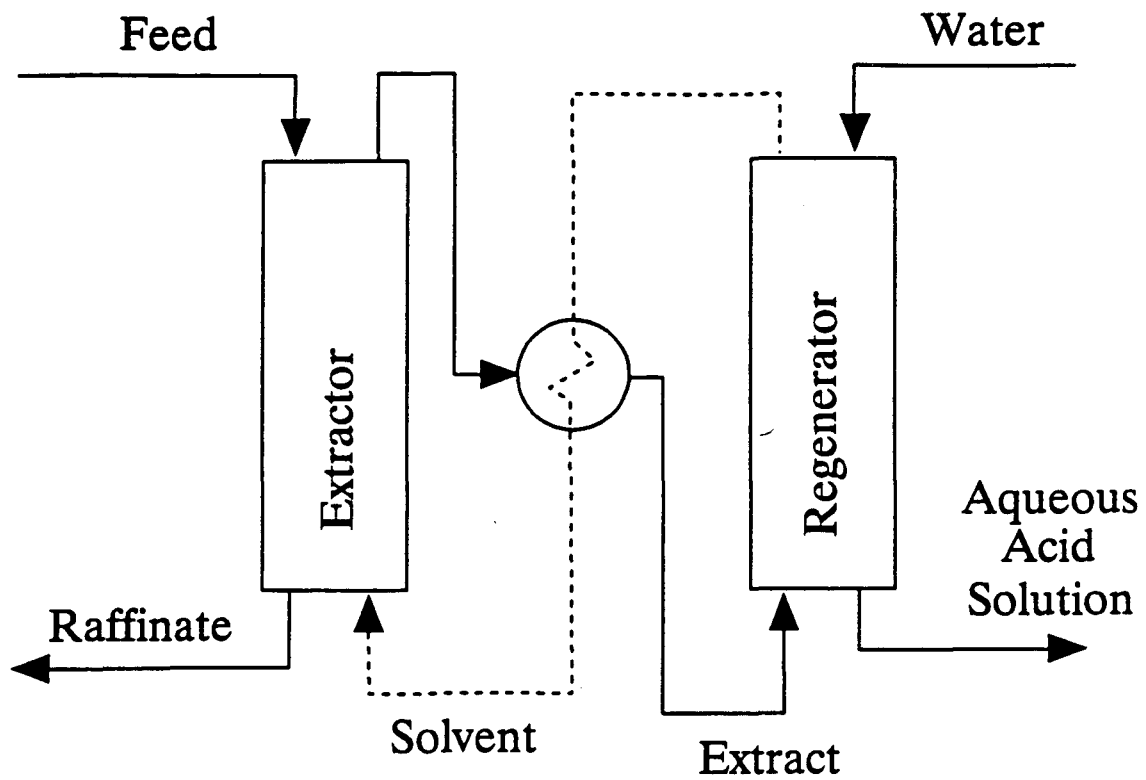 Feed
Water
Extractor
Regenerator
Aqueous
Acid
Solution
Raffinate
Solvent
Extract